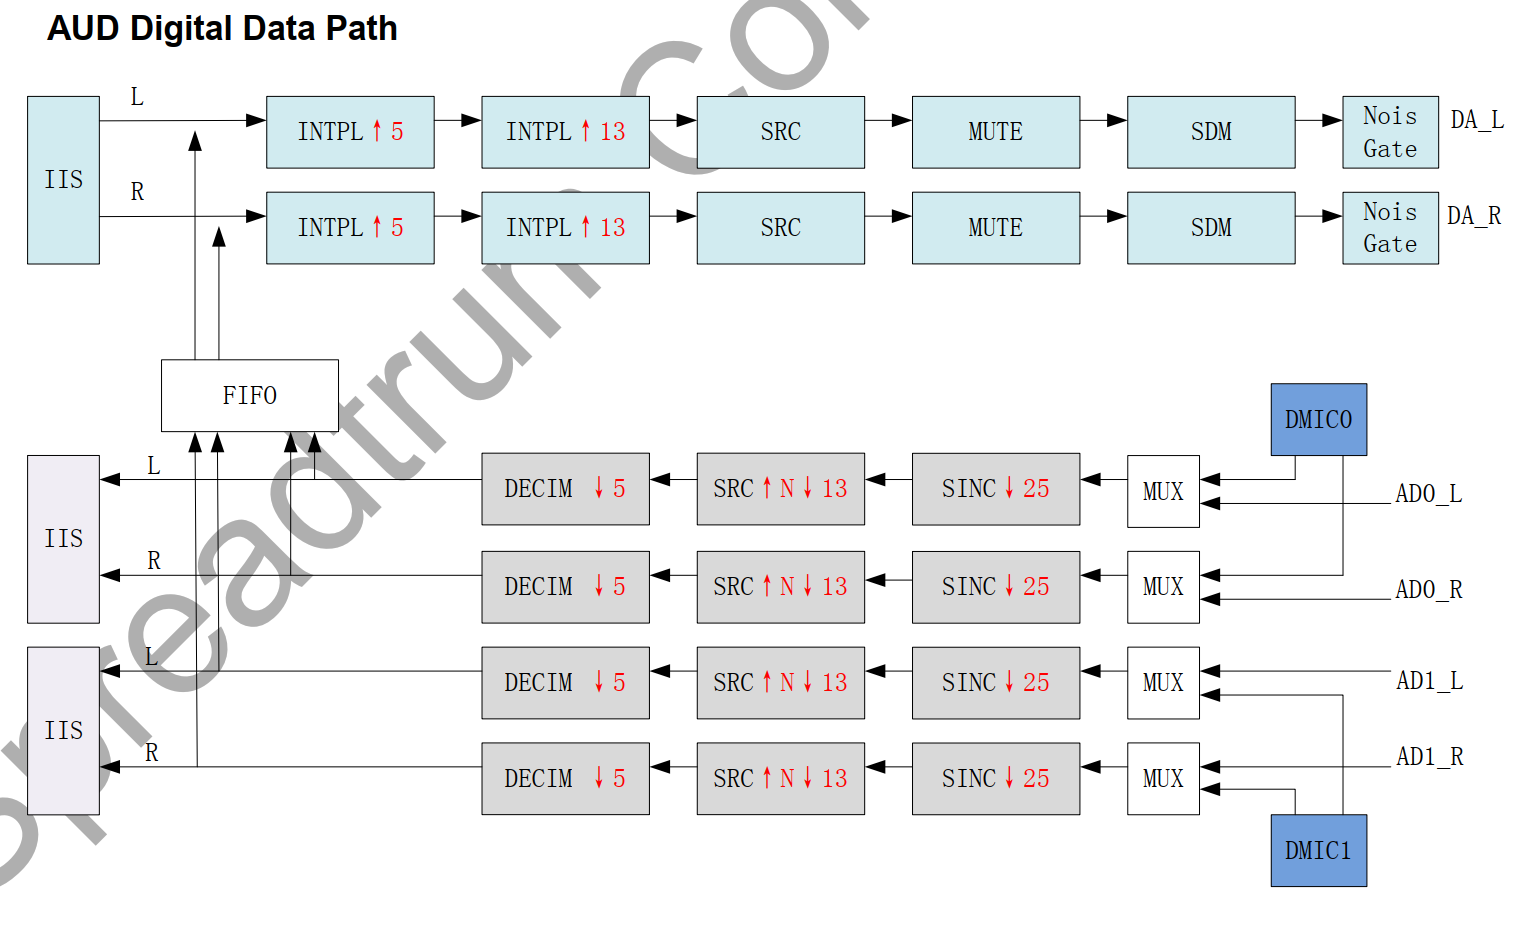 AUD Digital Data Path
L
IIS
R
INTPL ↑ 5
INTPL ↑ 13
SRC
MUTE
SDM
Nois
Gate
DA_L
INTPL ↑ 5
INTPL ↑ 13
SRC
MUTE
SDM
Nois
Gate
DA_R
FIFO
DMIC0
IIS
L
DECIM ↓ 5
SRC ↑ N ↓ 13
SINC ↓ 25
MUX
AD0_L
R
DECIM ↓ 5
SRC ↑ N ↓ 13
SINC ↓ 25
MUX
AD0_R
IIS
L
DECIM ↓ 5
SRC ↑ N ↓ 13
SINC ↓ 25
MUX
AD1_L
R
DECIM ↓ 5
SRC ↑ N ↓ 13
SINC ↓ 25
MUX
AD1_R
DMIC1
Spreadtrum